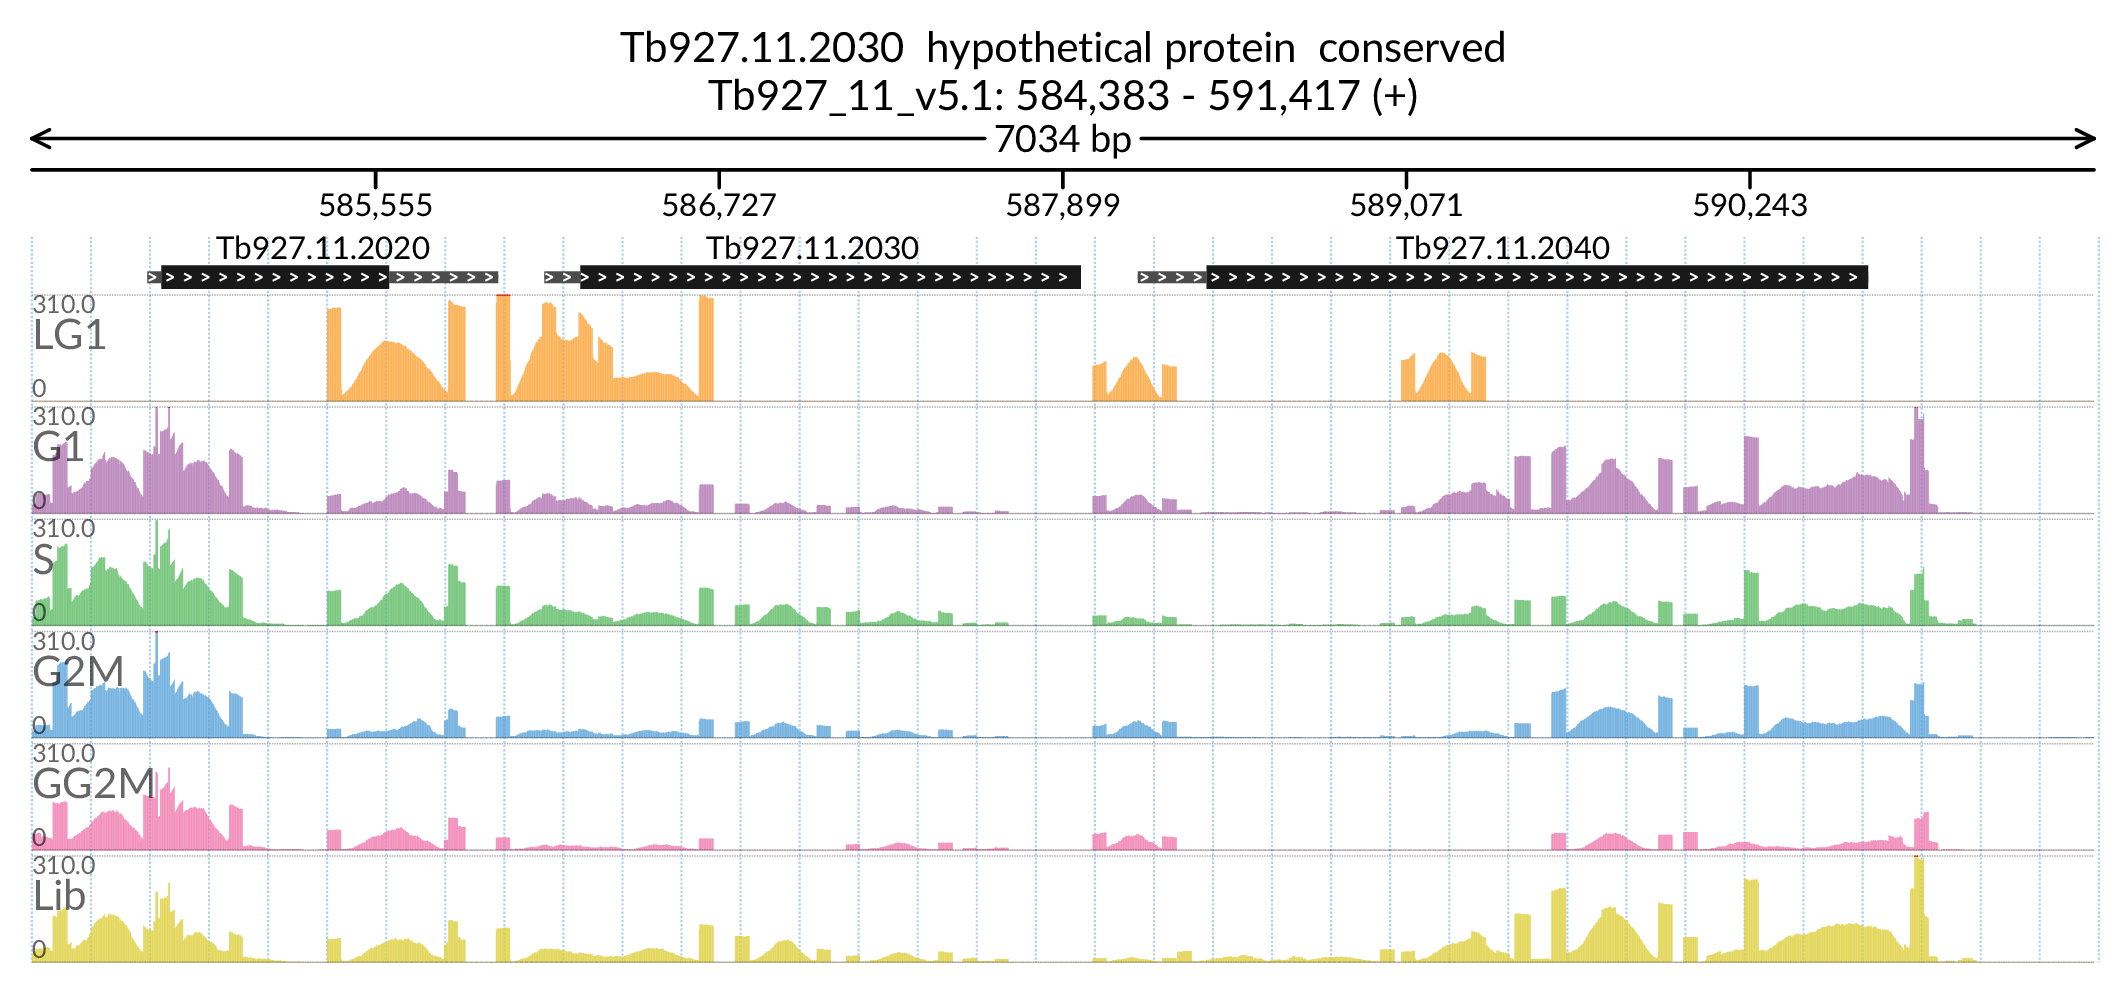 Tb927.11.2030 hypothetical protein conserved
Tb927_11_v5.1: 584,383 - 591,417 (+)
7034 bp
585,555 586,727 587,899 589,071 590,243
Tb927.11.2020 Tb927.11.2030 Tb927.11.2040
310.0
LG1
0
310.0
G1
0
310.0
S
0
310.0
G2M
0
310.0
GG2M
0
310.0
Lib
0